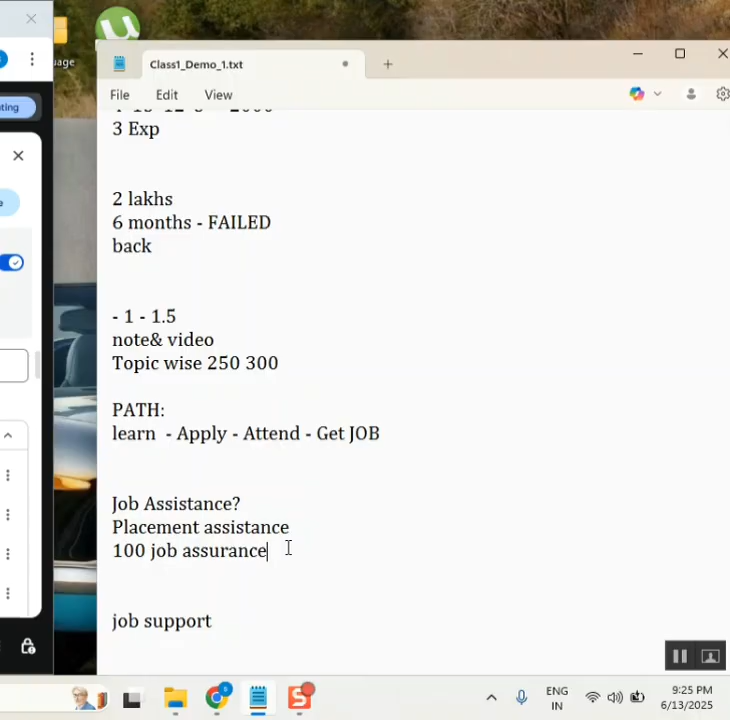 uage
Class1_Demo_1.txt
ting
File Edit View
3 Exp
2 lakhs
6 months - FAILED
back
- 1 - 1.5
note& video
Topic wise 250 300
PATH:
learn - Apply - Attend - Get JOB
Job Assistance?
Placement assistance
100 job assurance
job support
ENG
IN
9:25 PM
6/13/2025